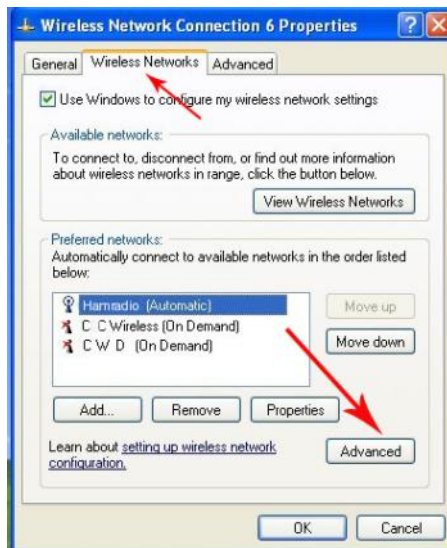 Wireless Network Connection 6 Properties
General Wireless Networks Advanced
Use Windows to configure my wireless network settings
Available networks:
To connect to, disconnect from, or find out more information
about wireless networks in range, click the button below.
View Wireless Networks
Preferred networks:
Automatically connect to available networks in the order listed
below:
Hamradio (Automatic)
Move up
C C Wireless (On Demand)
C W D (On Demand)
Move down
Add... Remove Properties
Learn about setting up wireless network
configuration.
Advanced
OK Cancel